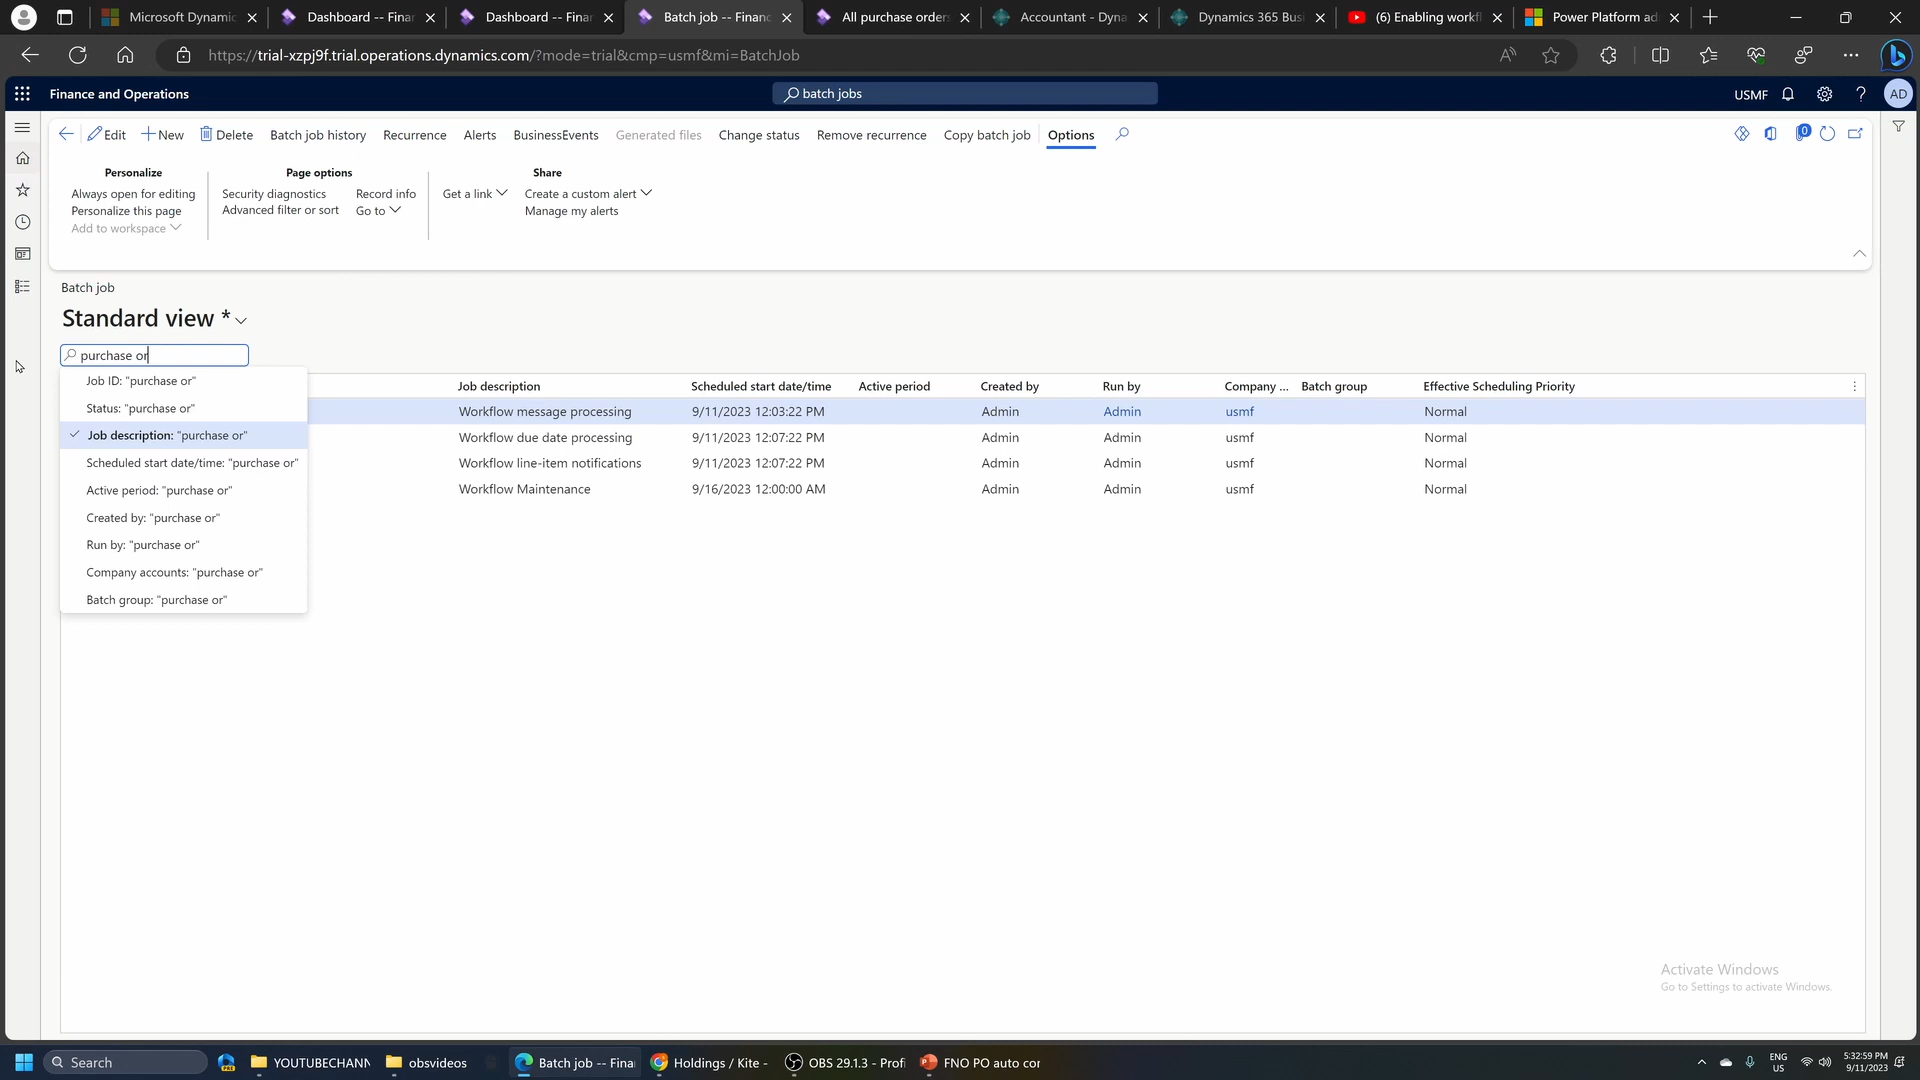 Microsoft Dynamic
Dashboard -- Finan
Dashboard -- Finan
Batch job -- Financ
All purchase orders
Accountant - Dyna
Dynamics 365 Busi
(6) Enabling workfl
Power Platform ad
https://trial-xzpj9f.trial.operations.dynamics.com/?mode=trial&cmp=usmf&mi=BatchJob
Finance and Operations
batch jobs
USMF
AD
Edit
New
Delete
Batch job history
Recurrence
Alerts
BusinessEvents
Generated files
Change status
Remove recurrence
Copy batch job
Options
0
Personalize
Always open for editing
Personalize this page
Add to workspace
Page options
Security diagnostics
Advanced filter or sort
Record info
Go to
Share
Get a link
Create a custom alert
Manage my alerts
Batch job
Standard view *
purchase or
Job ID: "purchase or"
Status: "purchase or"
Job description: "purchase or"
Scheduled start date/time: "purchase or"
Active period: "purchase or"
Created by: "purchase or"
Run by: "purchase or"
Company accounts: "purchase or"
Batch group: "purchase or"
Job description Scheduled start date/time Active period Created by Run by Company ... Batch group Effective Scheduling Priority
Workflow message processing 9/11/2023 12:03:22 PM Admin Admin usmf Normal
Workflow due date processing 9/11/2023 12:07:22 PM Admin Admin usmf Normal
Workflow line-item notifications 9/11/2023 12:07:22 PM Admin Admin usmf Normal
Workflow Maintenance 9/16/2023 12:00:00 AM Admin Admin usmf Normal
Activate Windows
Go to Settings to activate Windows.
Search
PRE
YOUTUBECHANN
obsvideos
Batch job -- Finan
Holdings / Kite -
OBS 29.1.3 - Profi
FNO PO auto cor
ENG
US
5:32:59 PM
9/11/2023